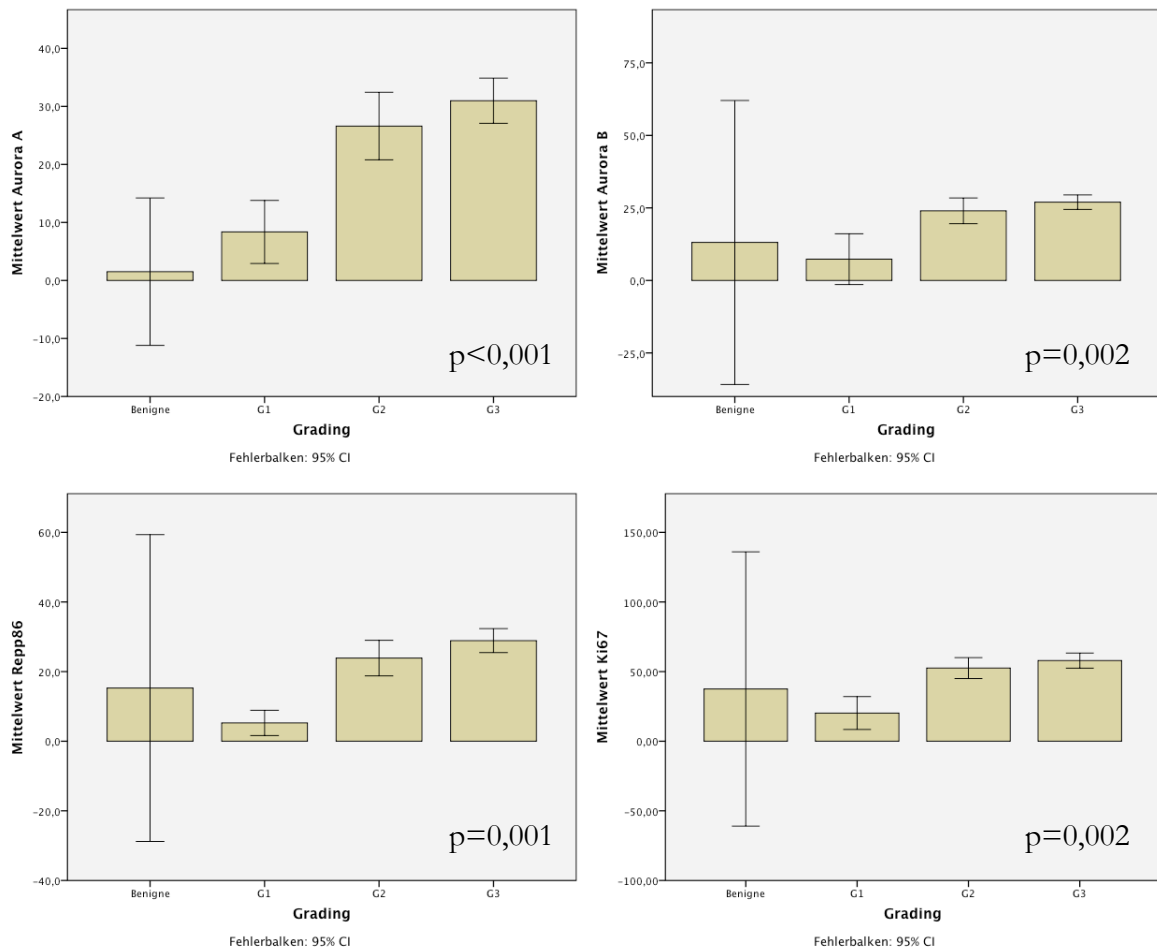 Mittelwert Aurora A
40,0
30,0
20,0
10,0
0,0
-10,0
-20,0
p<0,001
Benigne G1 G2 G3
Grading
Fehlerbalken: 95% CI
Mittelwert Aurora B
75,0
50,0
25,0
0,0
-25,0
p=0,002
Benigne G1 G2 G3
Grading
Fehlerbalken: 95% CI
Mittelwert Repp86
60,0
40,0
20,0
0,0
-20,0
-40,0
p=0,001
Benigne G1 G2 G3
Grading
Fehlerbalken: 95% CI
Mittelwert Ki67
150,00
100,00
50,00
0,00
-50,00
-100,00
p=0,002
Benigne G1 G2 G3
Grading
Fehlerbalken: 95% CI